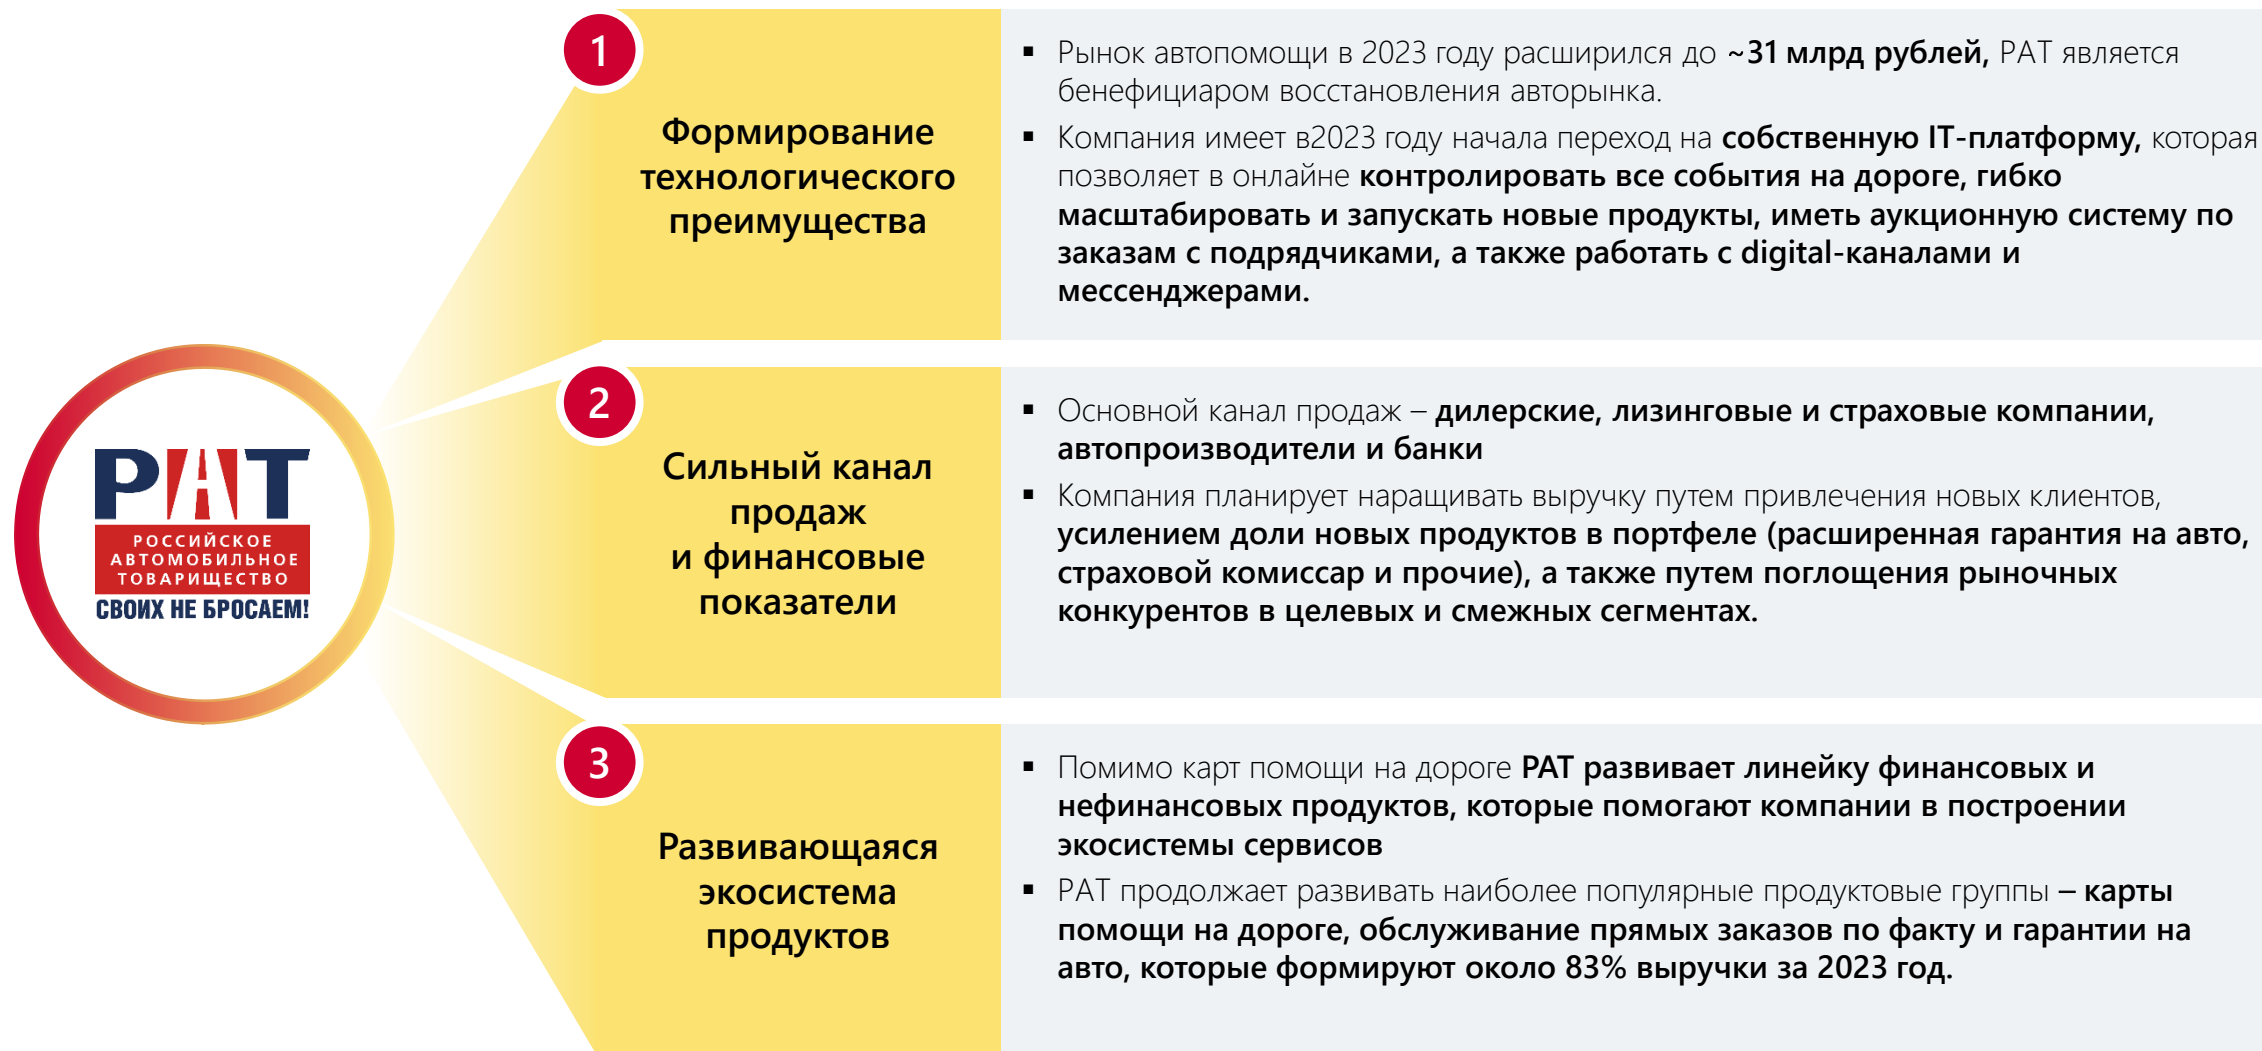 РАТ
РОССИЙСКОЕ
АВТОМОБИЛЬНОЕ
ТОВАРИЩЕСТВО
СВОИХ НЕ БРОСАЕМ!
1
Формирование
технологического
преимущества
▪ Рынок автопомощи в 2023 году расширился до ~31 млрд рублей, РАТ является
бенефициаром восстановления авторынка.
▪ Компания имеет в2023 году начала переход на собственную IT-платформу, которая
позволяет в онлайне контролировать все события на дороге, гибко
масштабировать и запускать новые продукты, иметь аукционную систему по
заказам с подрядчиками, а также работать с digital-каналами и
мессенджерами.
2
Сильный канал
продаж
и финансовые
показатели
▪ Основной канал продаж – дилерские, лизинговые и страховые компании,
автопроизводители и банки
▪ Компания планирует наращивать выручку путем привлечения новых клиентов,
усилением доли новых продуктов в портфеле (расширенная гарантия на авто,
страховой комиссар и прочие), а также путем поглощения рыночных
конкурентов в целевых и смежных сегментах.
3
Развивающаяся
экосистема
продуктов
▪ Помимо карт помощи на дороге РАТ развивает линейку финансовых и
нефинансовых продуктов, которые помогают компании в построении
экосистемы сервисов
▪ РАТ продолжает развивать наиболее популярные продуктовые группы – карты
помощи на дороге, обслуживание прямых заказов по факту и гарантии на
авто, которые формируют около 83% выручки за 2023 год.